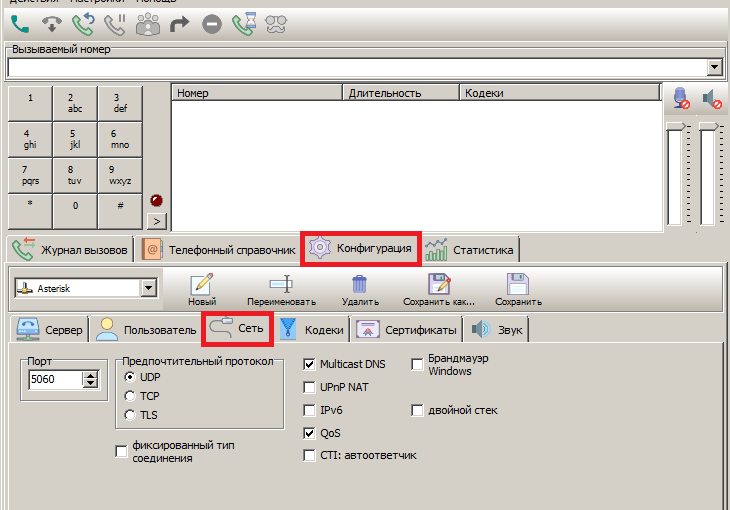 Действия Настройки Помощь
Вызываемый номер
1 2 3
abc def
4 5 6
ghi jkl mno
7 8 9
pqrs tuv wxyz
* 0 #
>
Номер Длительность Кодеки
Журнал вызовов Телефонный справочник Конфигурация Статистика
Asterisk
Новый Переименовать Удалить Сохранить как... Сохранить
Сервер Пользователь Сеть Кодеки Сертификаты Звук
Порт
5060
Предпочтительный протокол
UDP
TCP
TLS
фиксированный тип
соединения
Multicast DNS
UPnP NAT
IPv6
QoS
CTI: автоответчик
Брандмауэр
Windows
двойной стек